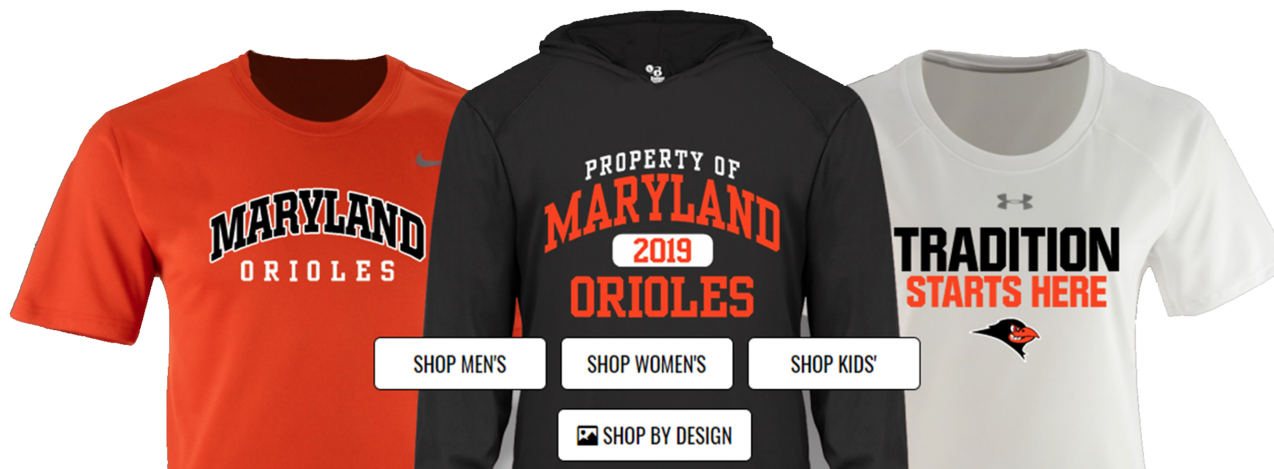 MARYLAND
ORIOLES
PROPERTY OF
MARYLAND
2019
ORIOLES
TRADITION
STARTS HERE
SHOP MEN'S
SHOP WOMEN'S
SHOP KIDS'
SHOP BY DESIGN